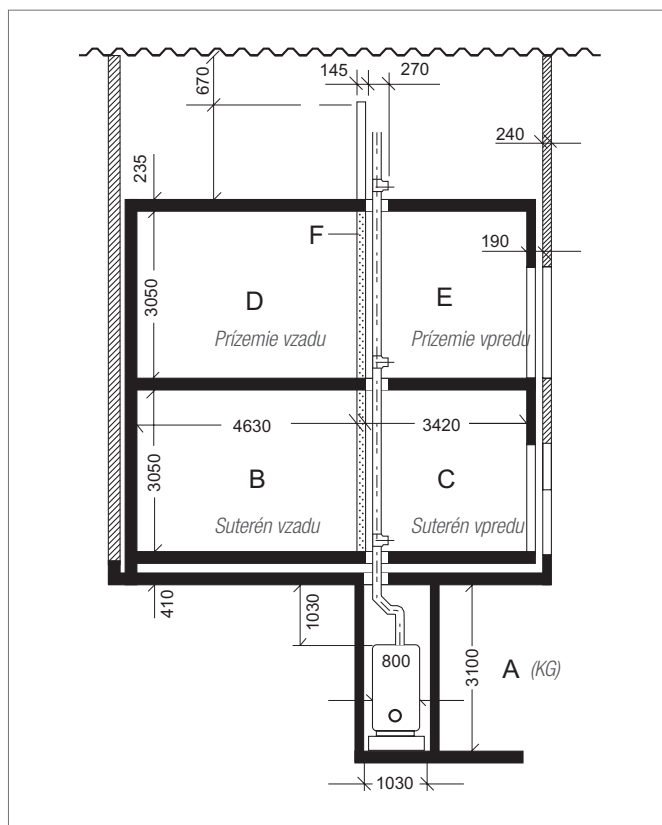 145
270
670
240
235
F
190
D
E
3050
Prízemie vzadu
Prízemie vpredu
4630
3420
B
C
3050
Suterén vzadu
Suterén vpredu
410
1030
800
A (KG)
3100
1030